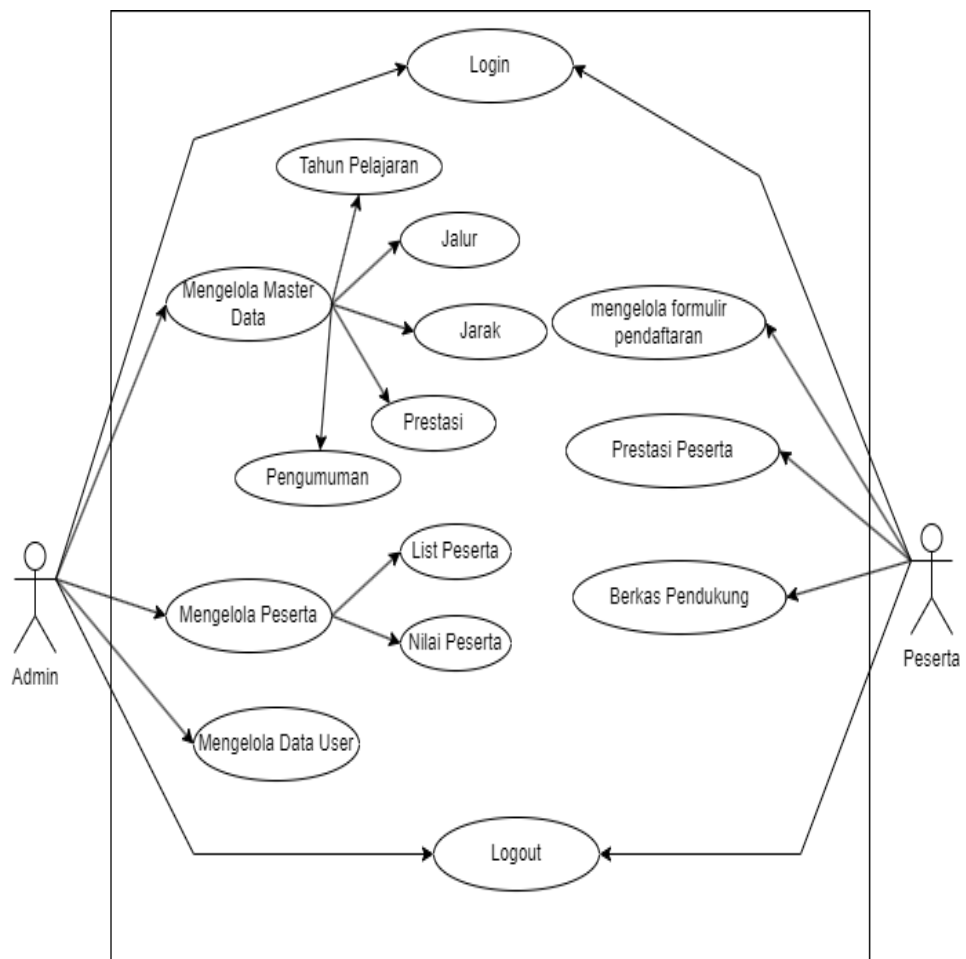 Login
Tahun Pelajaran
Jalur
Mengelola Master
Data
Jarak
mengelola formulir
pendaftaran
Prestasi
Prestasi Peserta
Pengumuman
List Peserta
Mengelola Peserta
Nilai Peserta
Berkas Pendukung
Admin
Peserta
Mengelola Data User
Logout